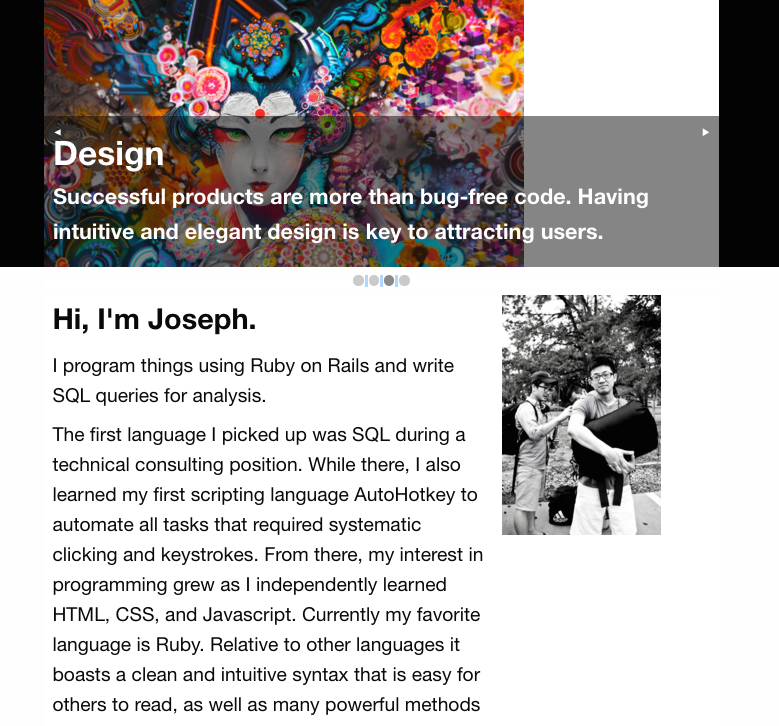 Design
Successful products are more than bug-free code. Having
intuitive and elegant design is key to attracting users.
Hi, I'm Joseph.
I program things using Ruby on Rails and write
SQL queries for analysis.
The first language I picked up was SQL during a
technical consulting position. While there, I also
learned my first scripting language AutoHotkey to
automate all tasks that required systematic
clicking and keystrokes. From there, my interest in
programming grew as I independently learned
HTML, CSS, and Javascript. Currently my favorite
language is Ruby. Relative to other languages it
boasts a clean and intuitive syntax that is easy for
others to read, as well as many powerful methods
adidas